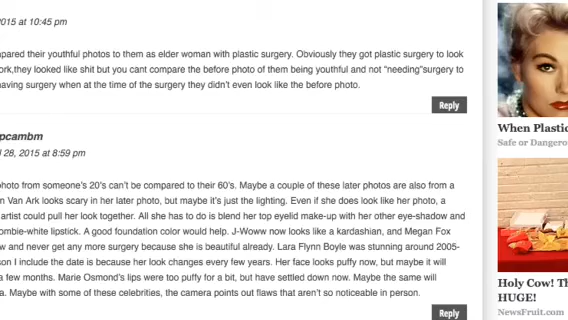 2015 at 10:45 pm
pared their youthful photos to them as elder woman with plastic surgery. Obviously they got plastic surgery to look
ork,they looked like shit but you cant compare the before photo of them being youthful and not “needing”surgery to
having surgery when at the time of the surgery they didn't even look like the before photo.
Reply
pcambm
28, 2015 at 8:59 pm
photo from someone's 20's can't be compared to their 60's. Maybe a couple of these later photos are also from a
n Van Ark looks scary in her later photo, but maybe it's just the lighting. Even if she does look like her photo, a
artist could pull her look together. All she has to do is blend her top eyelid make-up with her other eye-shadow and
ombie-white lipstick. A good foundation color would help. J-Woww now looks like a kardashian, and Megan Fox
w and never get any more surgery because she is beautiful already. Lara Flynn Boyle was stunning around 2005-
son I include the date is because her look changes every few years. Her face looks puffy now, but maybe it will
a few months. Marie Osmond's lips were too puffy for a bit, but have settled down now. Maybe the same will
a. Maybe with some of these celebrities, the camera points out flaws that aren't so noticeable in person.
Reply
When Plastic
Safe or Dangero
Holy Cow! Th
HUGE!
NewsFruit.com